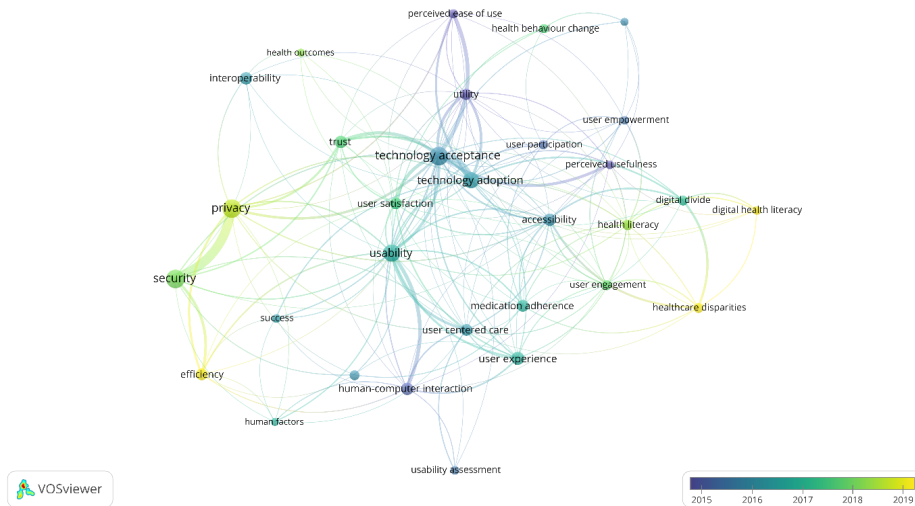 perceived ease of use
health behaviour change
health outcomes
interoperability
utility
user empowerment
trust
user participation
technology acceptance
perceived usefulness
technology adoption
digital divide
user satisfaction
privacy
digital health literacy
accessibility
health literacy
usability
security
user engagement
medication adherence
healthcare disparities
success
user centered care
user experience
efficiency
human-computer interaction
human factors
usability assessment
VOSviewer
2015 2016 2017 2018 2019